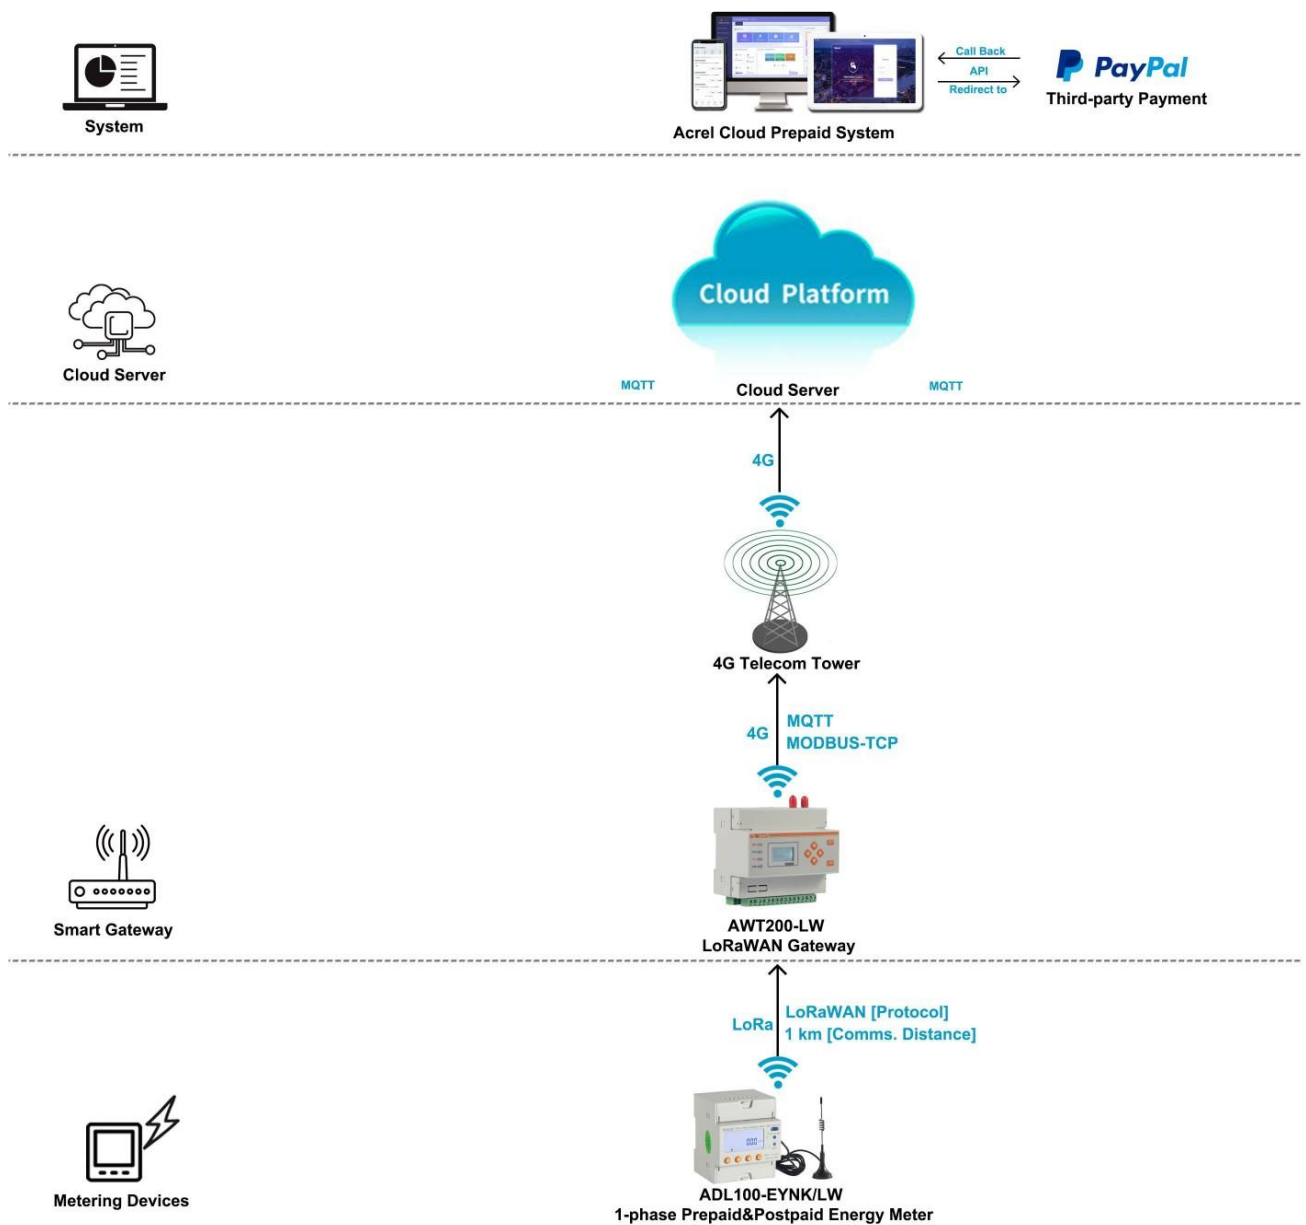 Call Back
API
Redirect to
PayPal
Third-party Payment
System
Acrel Cloud Prepaid System
Cloud Platform
Cloud Server
MQTT
Cloud Server
MQTT
4G
4G Telecom Tower
4G
MQTT
MODBUS-TCP
Smart Gateway
AWT200-LW
LoRaWAN Gateway
LoRa
LoRaWAN [Protocol]
1 km [Comms. Distance]
Metering Devices
ADL100-EYNK/LW
1-phase Prepaid&Postpaid Energy Meter